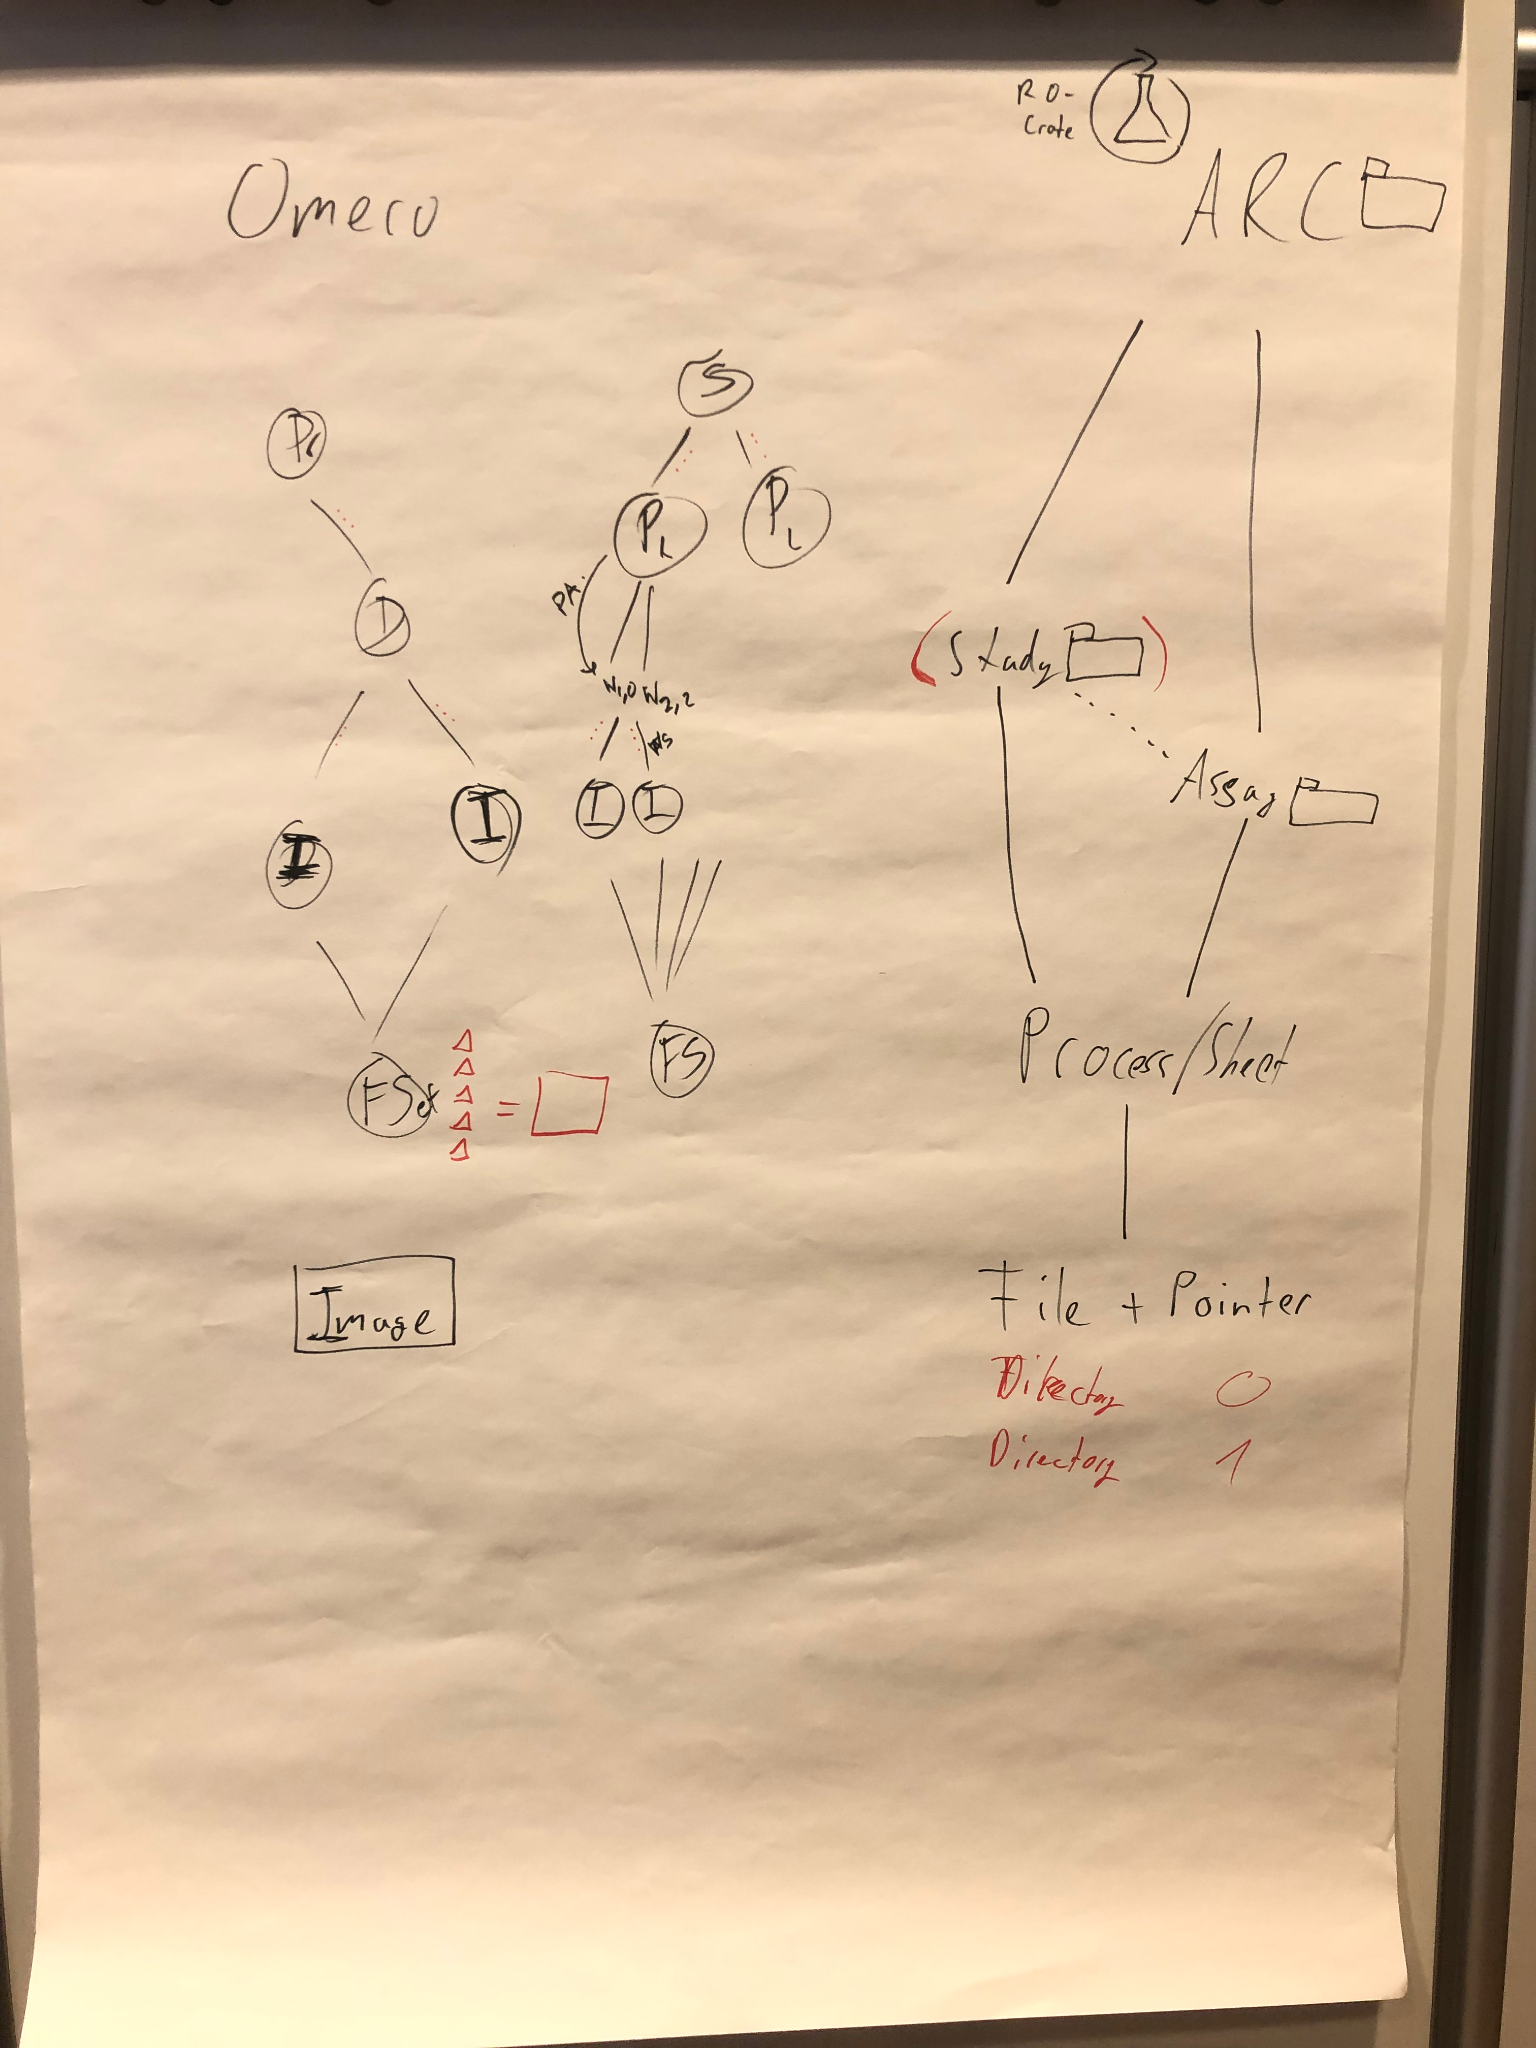 RO-
Crate
Omero
ARC
S
Pr
PL
PL
D
PA.
W1,0 W2,2
WS
(Study)
Assay
I
I
I
I
Process/Sheet
FS
FSet
=
File + Pointer
Image
Directory 0
Directory 1